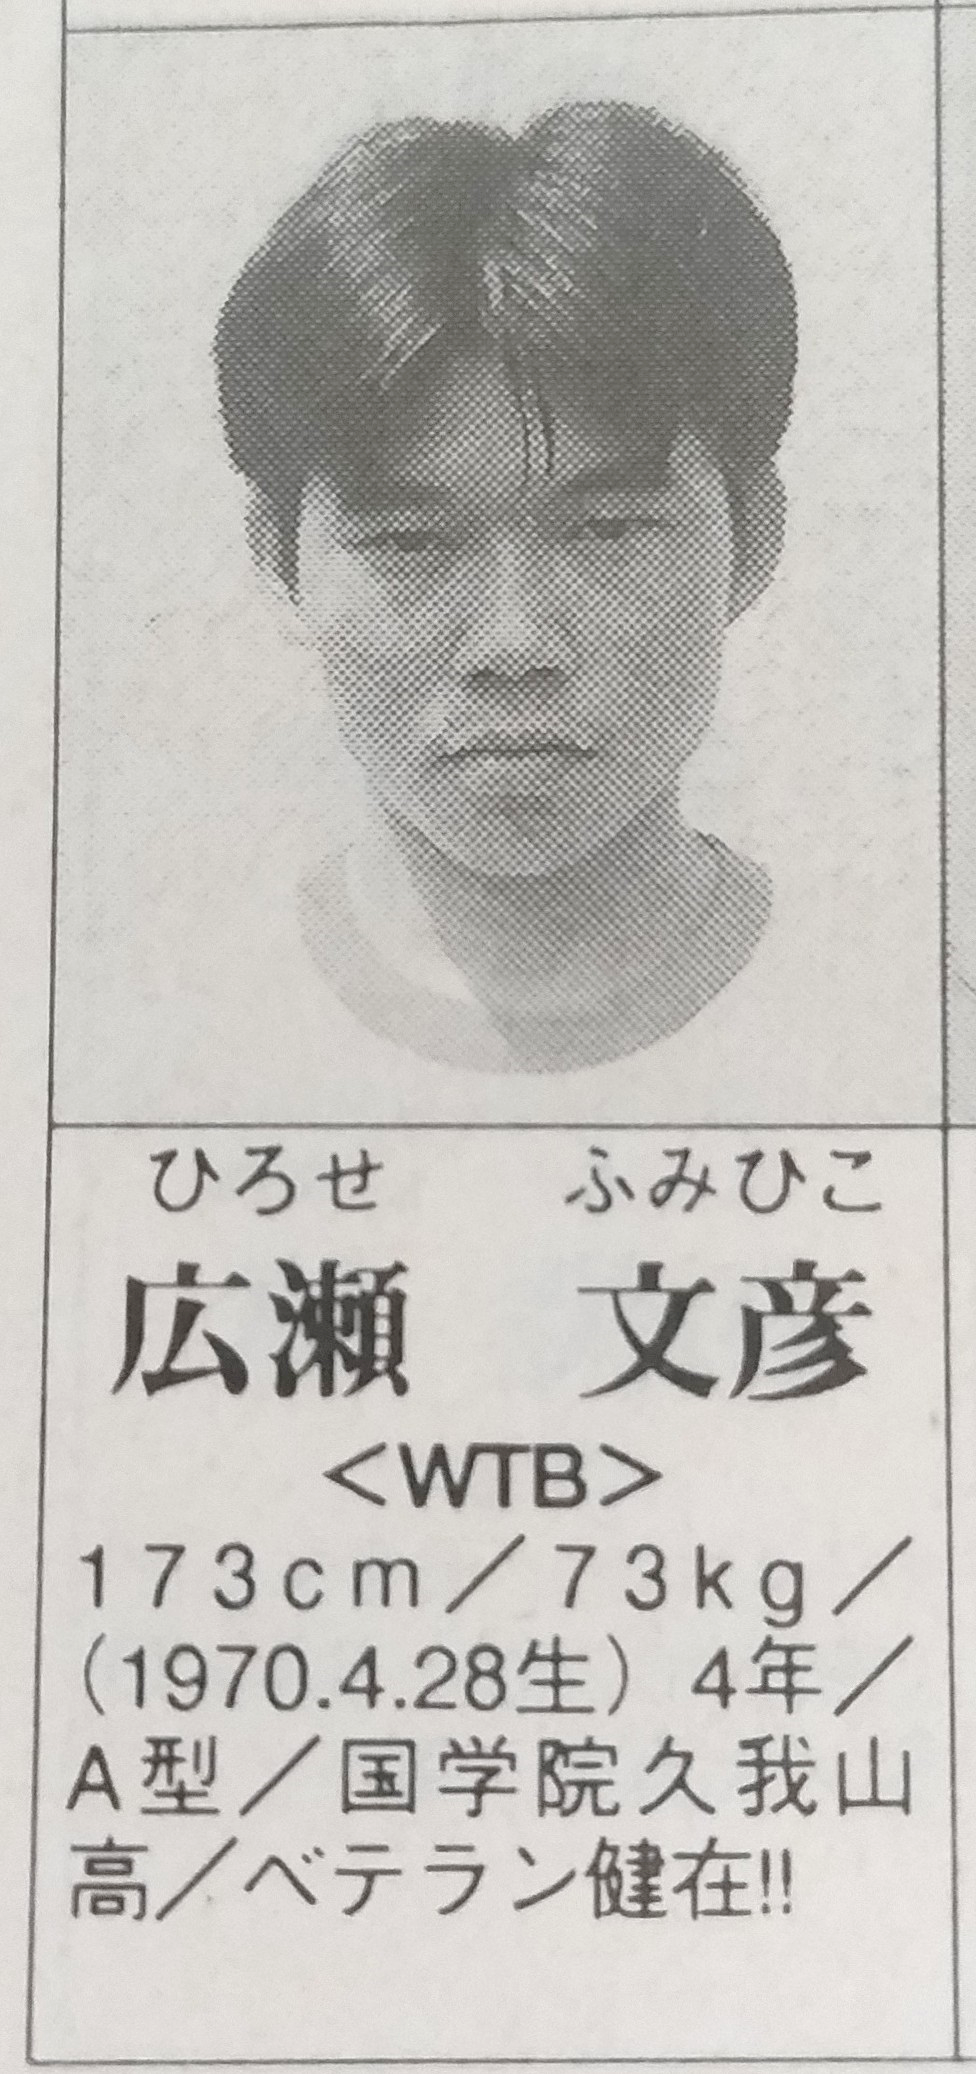 ひろせ ふみひこ
広瀬 文彦
<WTB>
173cm/73kg/
(1970.4.28生) 4年/
A型/国学院久我山
高/ベテラン健在!!